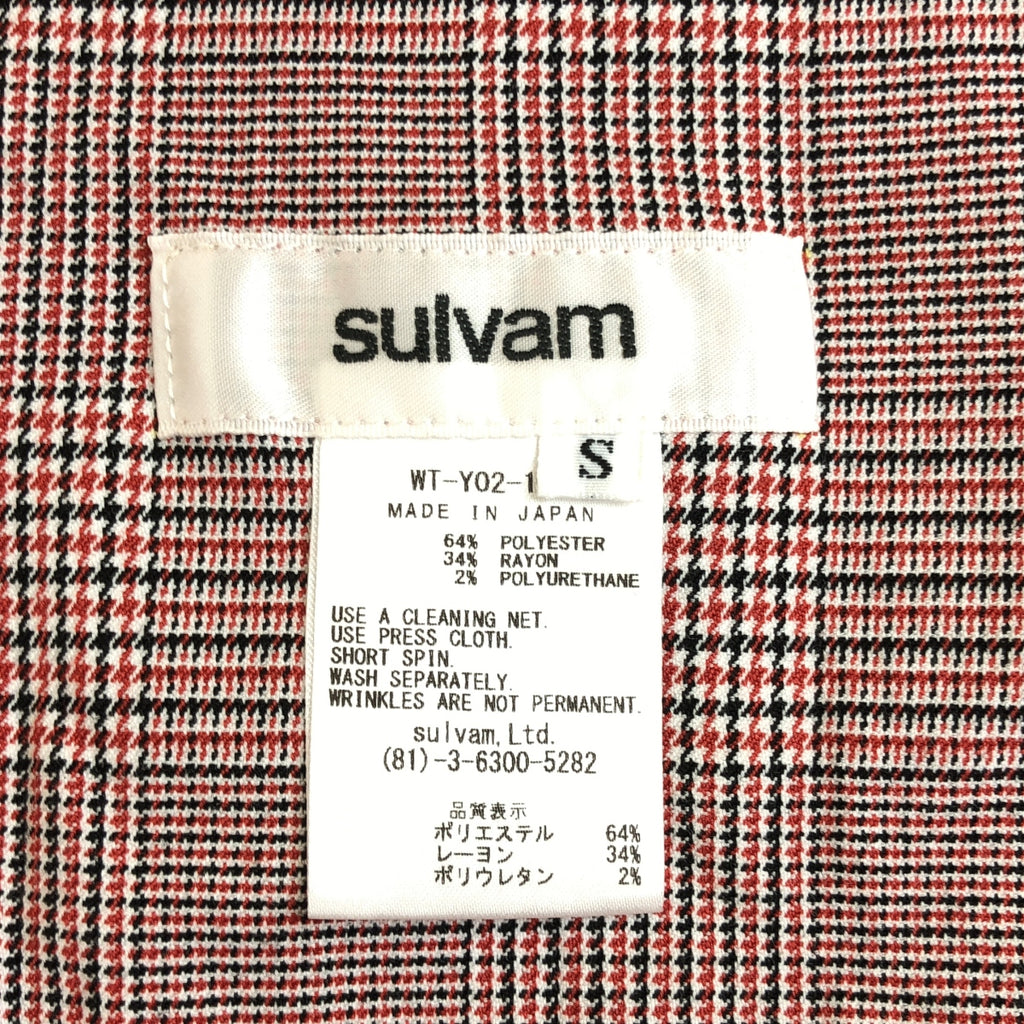 sulvam
S
WT-Y02-1
MADE IN JAPAN
64% POLYESTER
34% RAYON
2% POLYURETHANE
USE A CLEANING NET.
USE PRESS CLOTH.
SHORT SPIN.
WASH SEPARATELY.
WRINKLES ARE NOT PERMANENT.
sulvam,Ltd.
(81)-3-6300-5282
品質表示
ポリエステル 64%
レーヨン 34%
ポリウレタン 2%